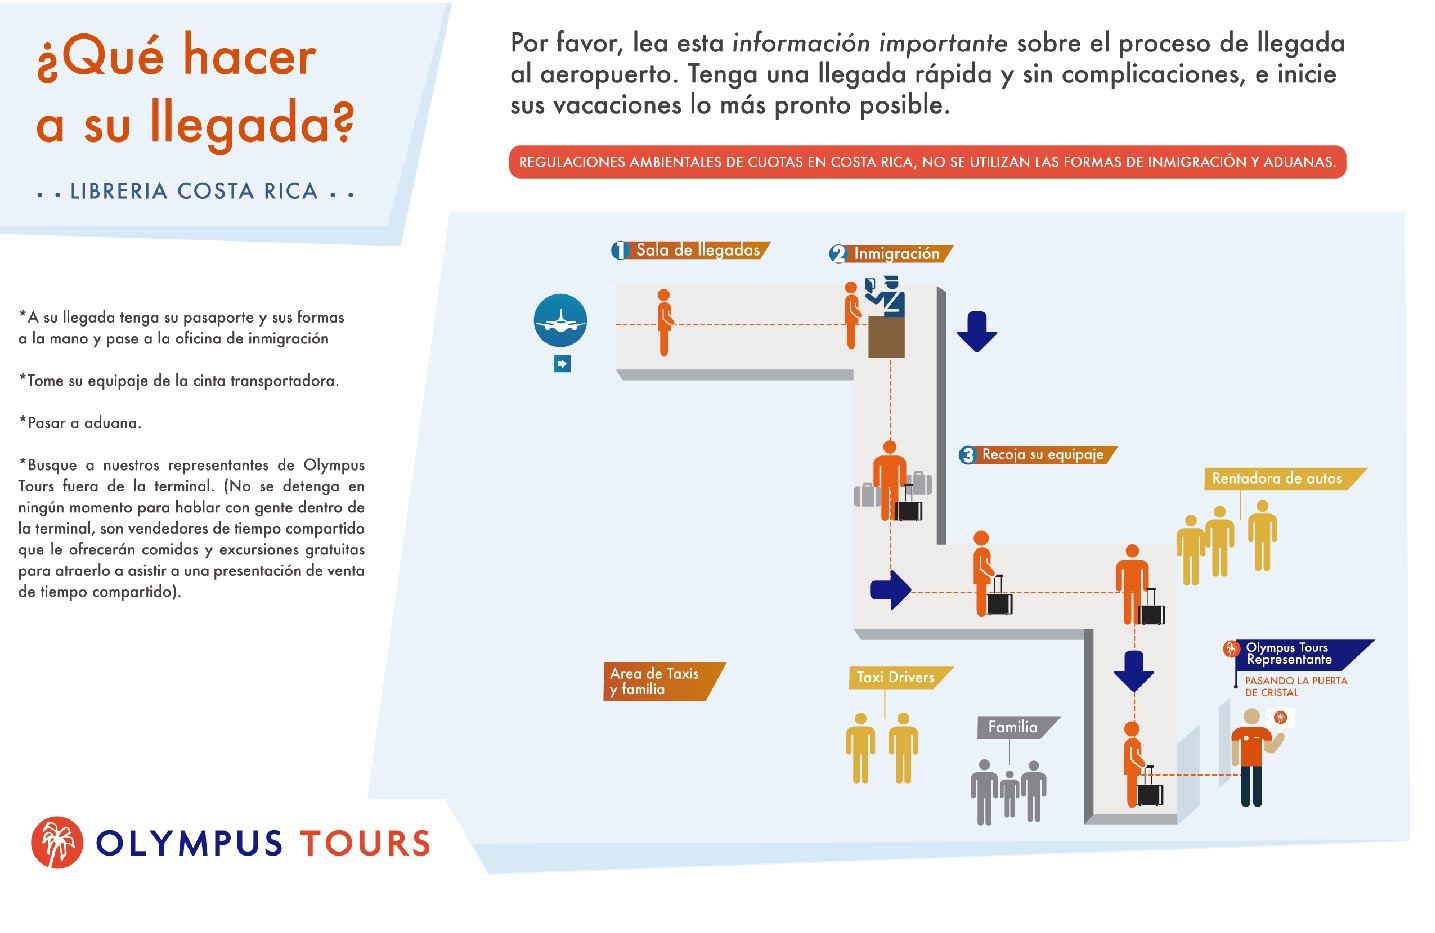 ¿Qué hacer
a su llegada?
. . LIBRERIA COSTA RICA . .
Por favor, lea esta información importante sobre el proceso de llegada
al aeropuerto. Tenga una llegada rápida y sin complicaciones, e inicie
sus vacaciones lo más pronto posible.
REGULACIONES AMBIENTALES DE CUOTAS EN COSTA RICA, NO SE UTILIZAN LAS FORMAS DE INMIGRACIÓN Y ADUANAS.
*A su llegada tenga su pasaporte y sus formas
a la mano y pase a la oficina de inmigración
*Tome su equipaje de la cinta transportadora.
*Pasar a aduana.
*Busque a nuestros representantes de Olympus
Tours fuera de la terminal. (No se detenga en
ningún momento para hablar con gente dentro de
la terminal, son vendedores de tiempo compartido
que le ofrecerán comidas y excursiones gratuitas
para atraerlo a asistir a una presentación de venta
de tiempo compartido).
1 Sala de llegadas
2 Inmigración
3 Recoja su equipaje
Rentadora de autos
Olympus Tours
Representante
PASANDO LA PUERTA
DE CRISTAL
Area de Taxis
y familia
Taxi Drivers
Familia
OLYMPUS TOURS